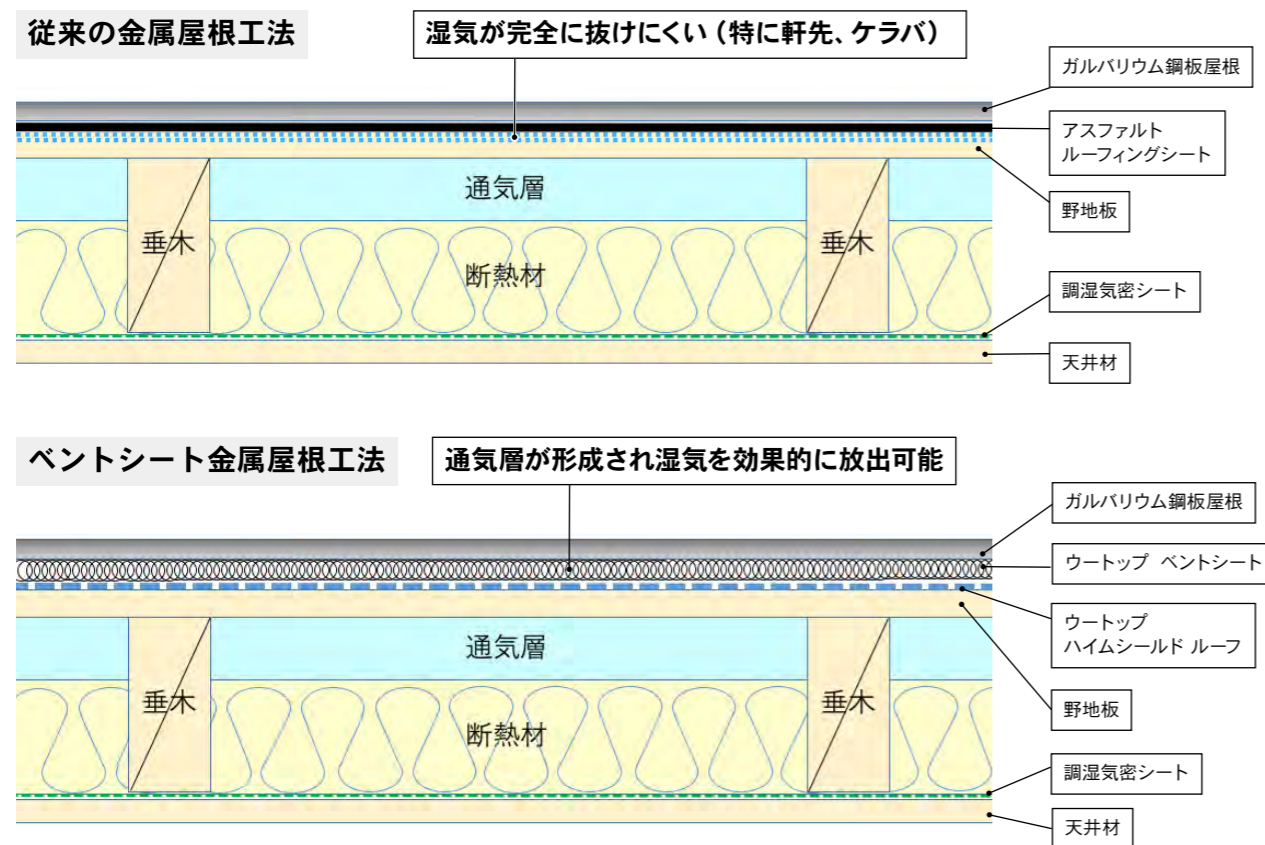 従来の金属屋根工法
湿気が完全に抜けにくい（特に軒先、ケラバ）
ガルバリウム鋼板屋根
アスファルト
ルーフィングシート
野地板
通気層
垂木
垂木
断熱材
調湿気密シート
天井材
ベントシート金属屋根工法
通気層が形成され湿気を効果的に放出可能
ガルバリウム鋼板屋根
ウートップ ベントシート
ウートップ
ハイムシールド ルーフ
野地板
通気層
垂木
垂木
断熱材
調湿気密シート
天井材